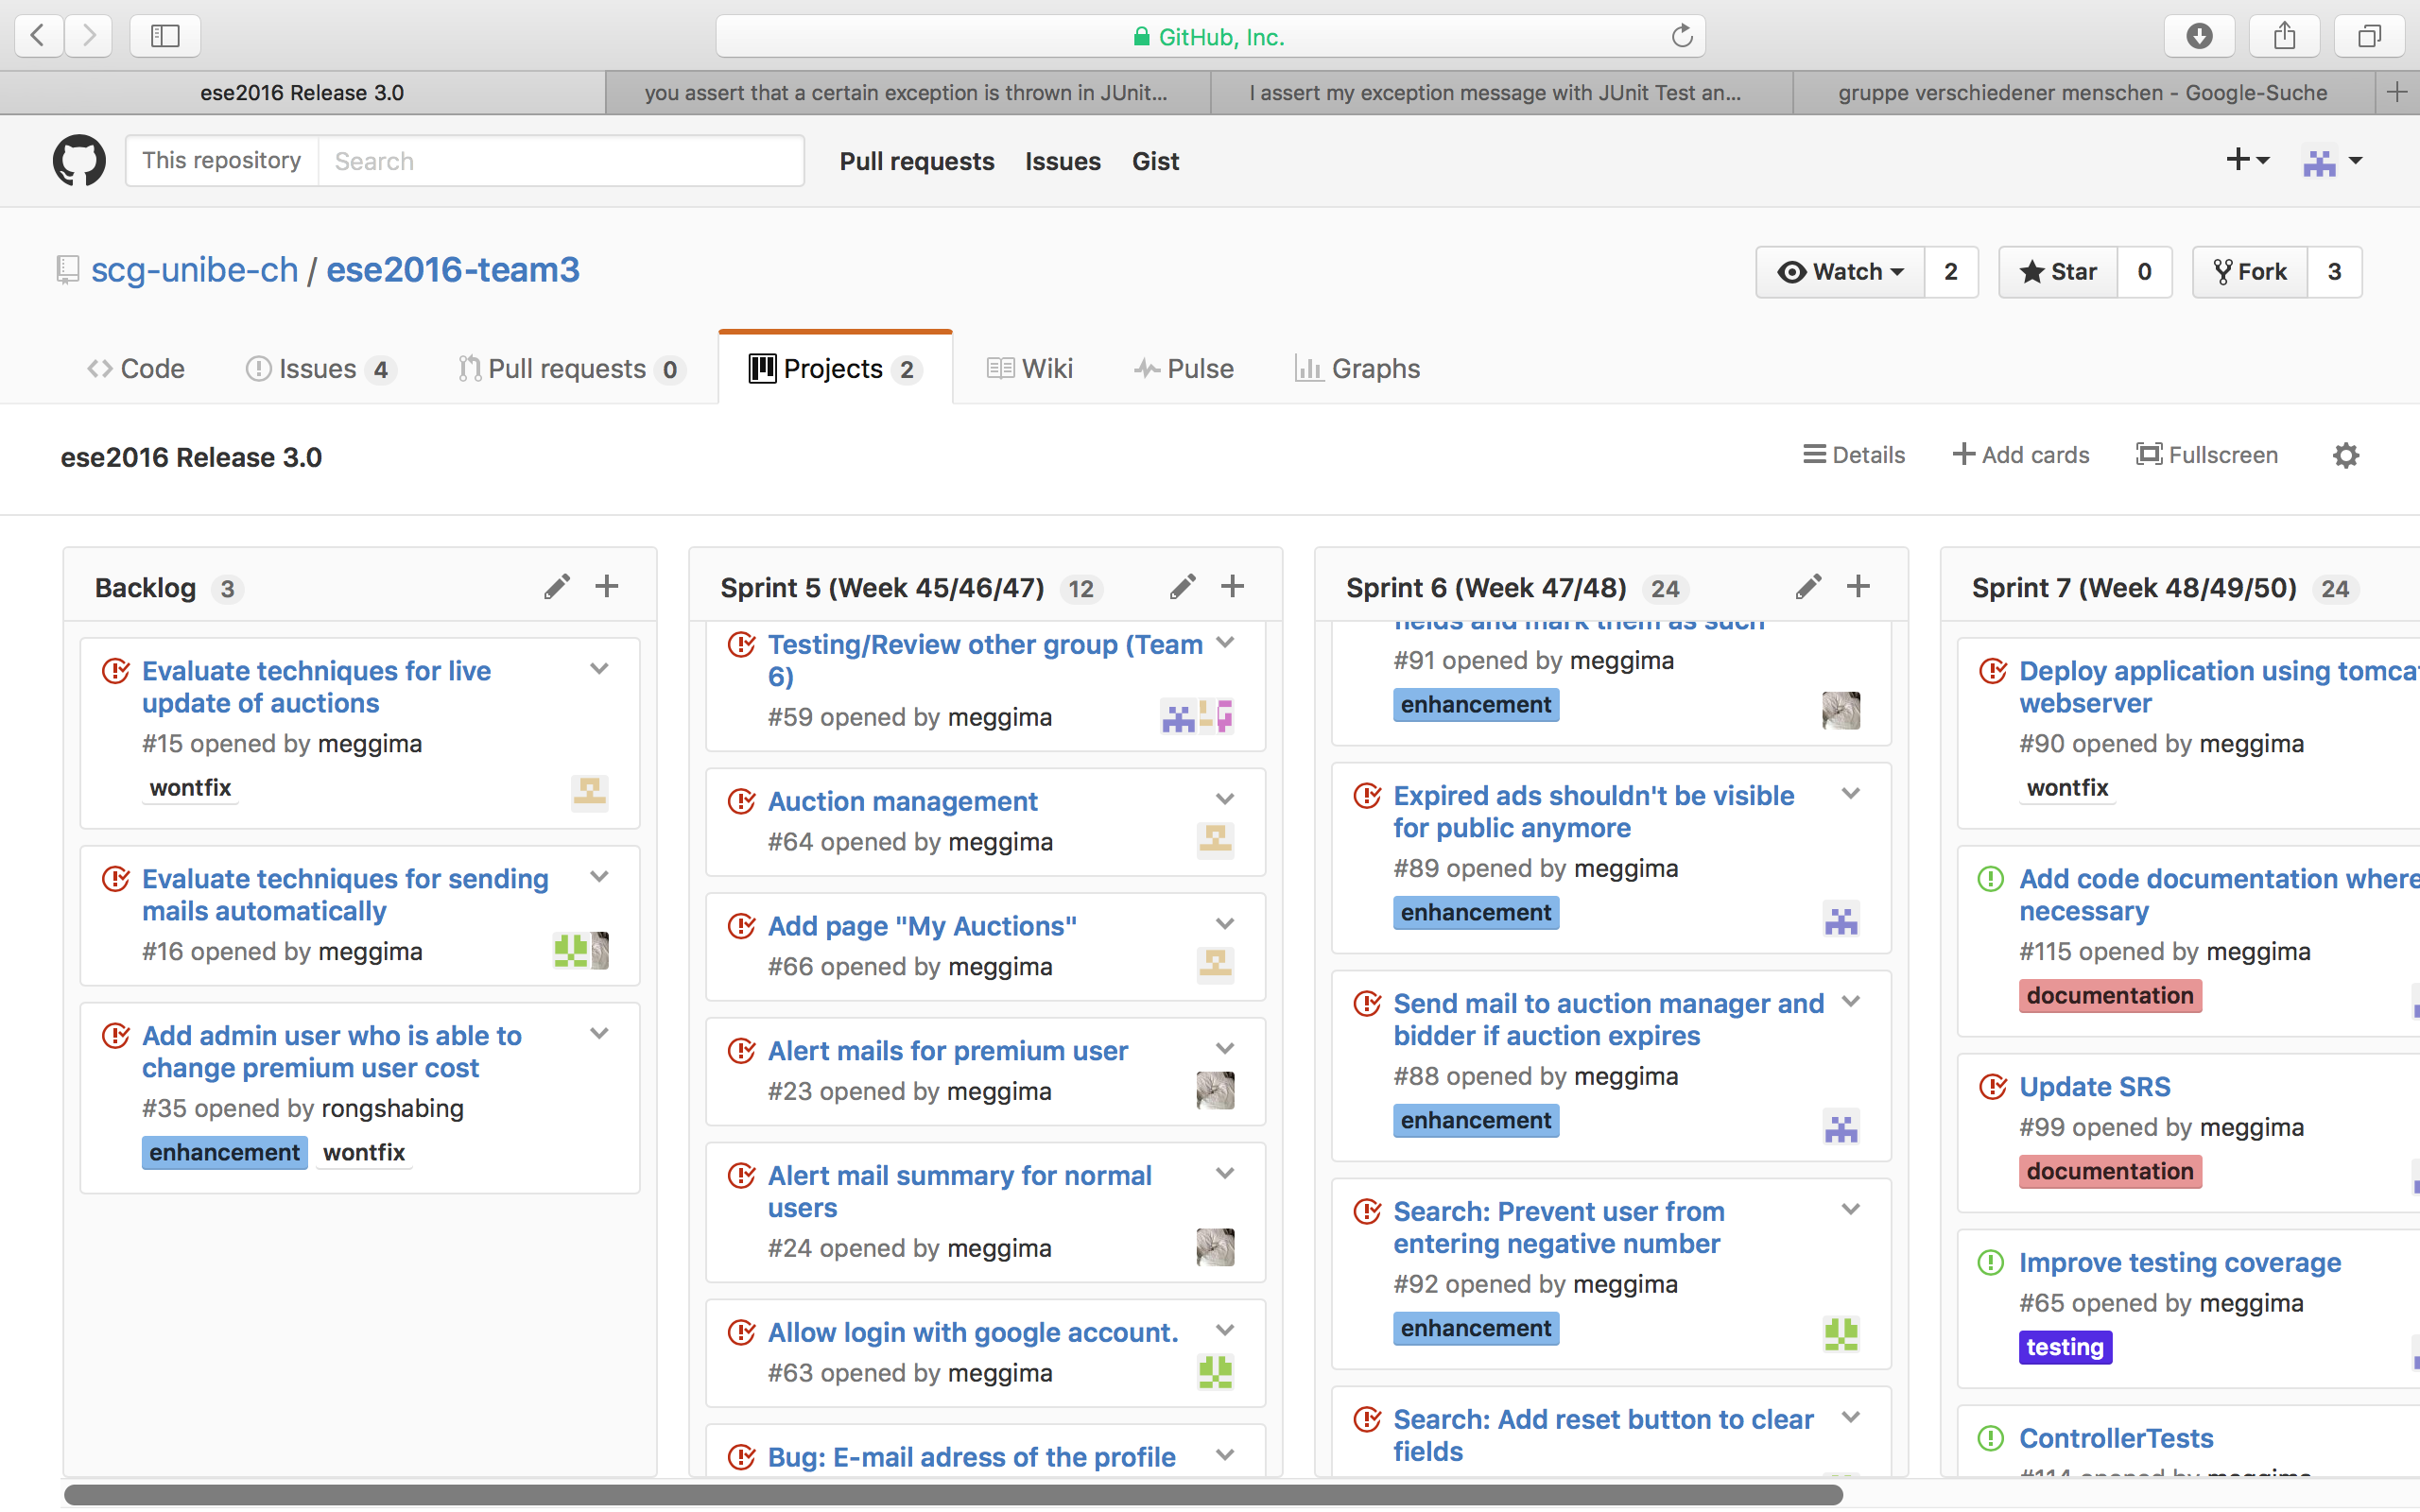 GitHub, Inc.
ese2016 Release 3.0
you assert that a certain exception is thrown in JUnit...
I assert my exception message with JUnit Test an...
gruppe verschiedener menschen - Google-Suche
This repository
Search
Pull requests
Issues
Gist
scg-unibe-ch / ese2016-team3
Watch 2
Star 0
Fork 3
Code
Issues 4
Pull requests 0
Projects 2
Wiki
Pulse
Graphs
ese2016 Release 3.0
Details
Add cards
Fullscreen
Backlog 3
Evaluate techniques for live
update of auctions
#15 opened by meggima
wontfix
Evaluate techniques for sending
mails automatically
#16 opened by meggima
Add admin user who is able to
change premium user cost
#35 opened by rongshabing
enhancement wontfix
Sprint 5 (Week 45/46/47) 12
Testing/Review other group (Team
6)
#59 opened by meggima
Auction management
#64 opened by meggima
Add page "My Auctions"
#66 opened by meggima
Alert mails for premium user
#23 opened by meggima
Alert mail summary for normal
users
#24 opened by meggima
Allow login with google account.
#63 opened by meggima
Bug: E-mail adress of the profile
Sprint 6 (Week 47/48) 24
fields and mark them as such
#91 opened by meggima
enhancement
Expired ads shouldn't be visible
for public anymore
#89 opened by meggima
enhancement
Send mail to auction manager and
bidder if auction expires
#88 opened by meggima
enhancement
Search: Prevent user from
entering negative number
#92 opened by meggima
enhancement
Search: Add reset button to clear
fields
Sprint 7 (Week 48/49/50) 24
Deploy application using tomca
webserver
#90 opened by meggima
wontfix
Add code documentation where
necessary
#115 opened by meggima
documentation
Update SRS
#99 opened by meggima
documentation
Improve testing coverage
#65 opened by meggima
testing
ControllerTests
#114 opened by meggima